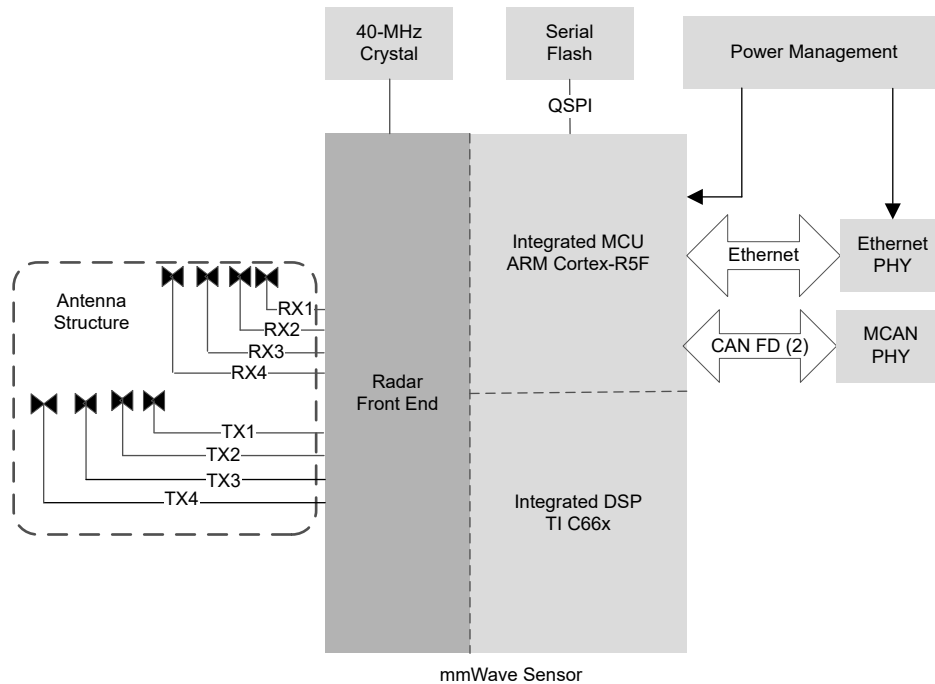 40-MHz
Crystal
Serial
Flash
Power Management
QSPI
Integrated MCU
ARM Cortex-R5F
Ethernet
Ethernet
PHY
Antenna
Structure
RX1
RX2
RX3
RX4
CAN FD (2)
MCAN
PHY
Radar
Front End
TX1
TX2
TX3
TX4
Integrated DSP
TI C66x
mmWave Sensor